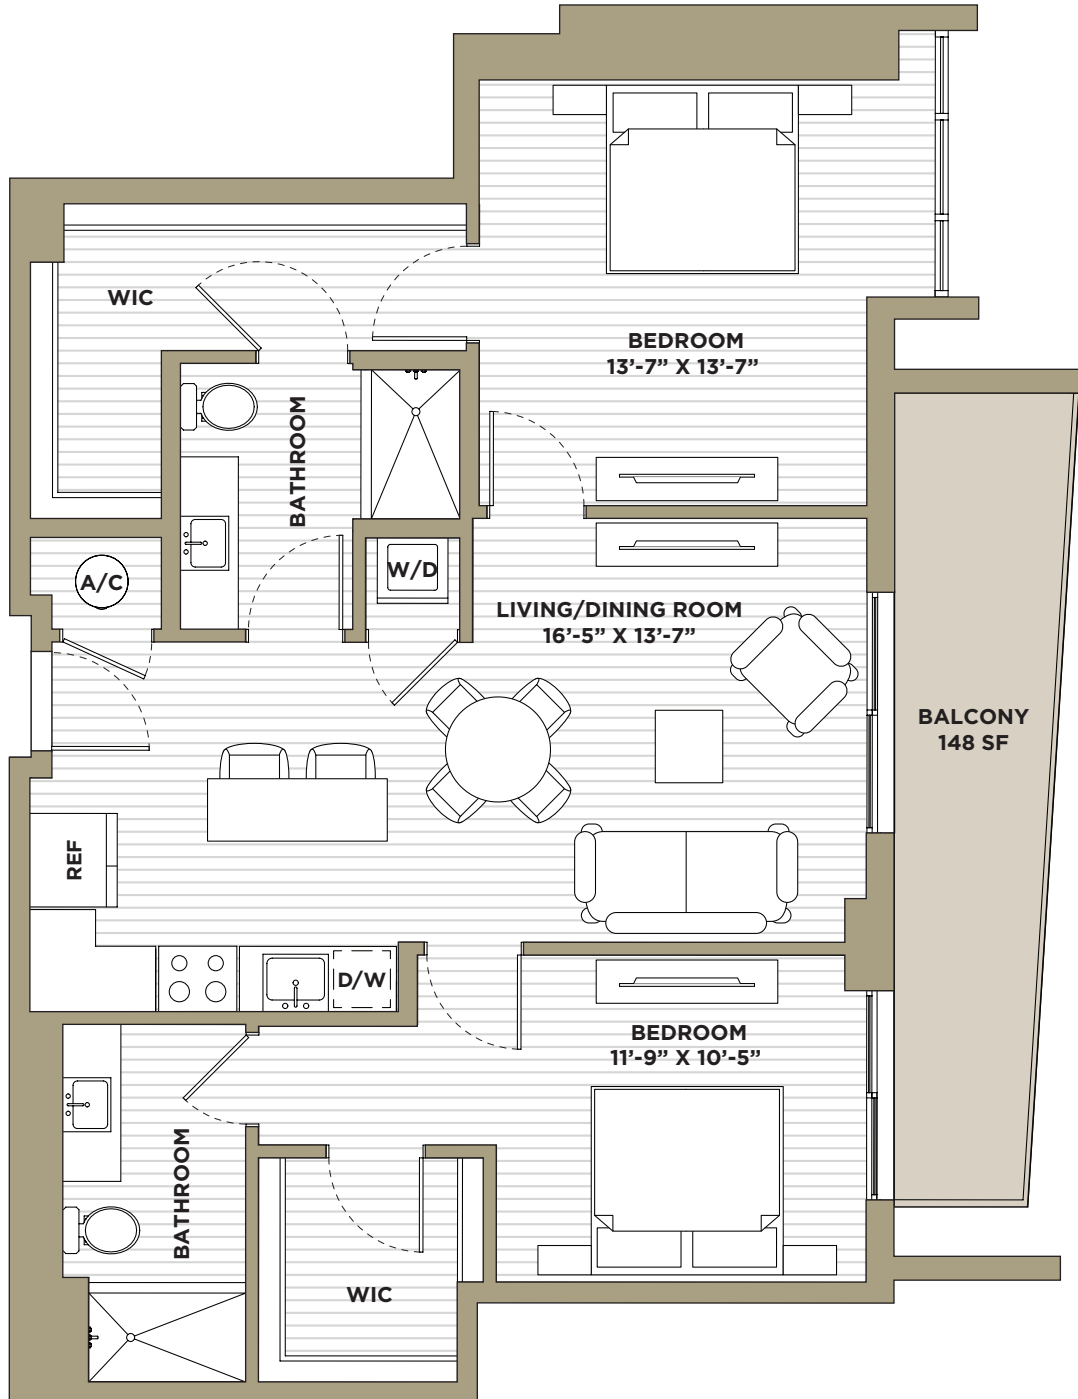 WIC
BEDROOM
13’-7” X 13’-7”
BATHROOM
A/C
W/D
LIVING/DINING ROOM
16’-5” X 13’-7”
BALCONY
148 SF
REF
D/W
BEDROOM
11’-9” X 10’-5”
BATHROOM
WIC